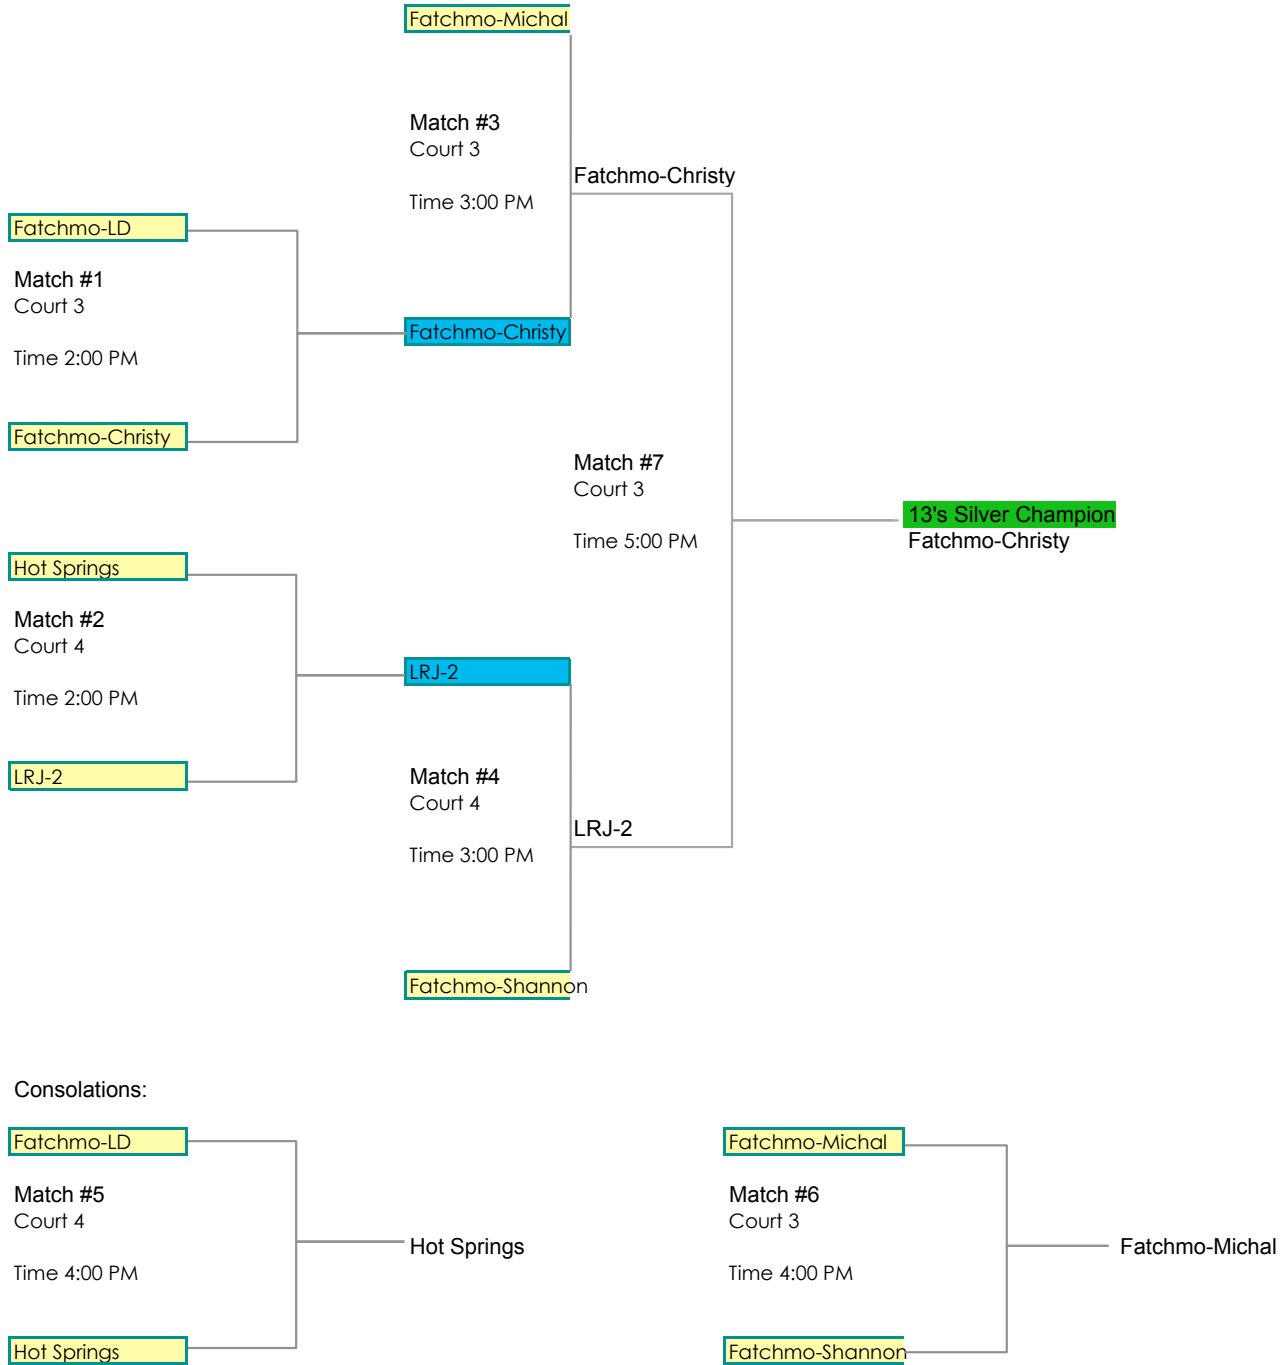 Fatchmo-Michal
Match #3
Court 3
Fatchmo-Christy
Time 3:00 PM
Fatchmo-LD
Match #1
Court 3
Fatchmo-Christy
Time 2:00 PM
Fatchmo-Christy
Match #7
Court 3
13's Silver Champion
Time 5:00 PM
Fatchmo-Christy
Hot Springs
Match #2
Court 4
LRJ-2
Time 2:00 PM
LRJ-2
Match #4
Court 4
LRJ-2
Time 3:00 PM
Fatchmo-Shannon
Consolations:
Fatchmo-LD
Match #5
Court 4
Hot Springs
Time 4:00 PM
Hot Springs
Fatchmo-Michal
Match #6
Court 3
Fatchmo-Michal
Time 4:00 PM
Fatchmo-Shannon